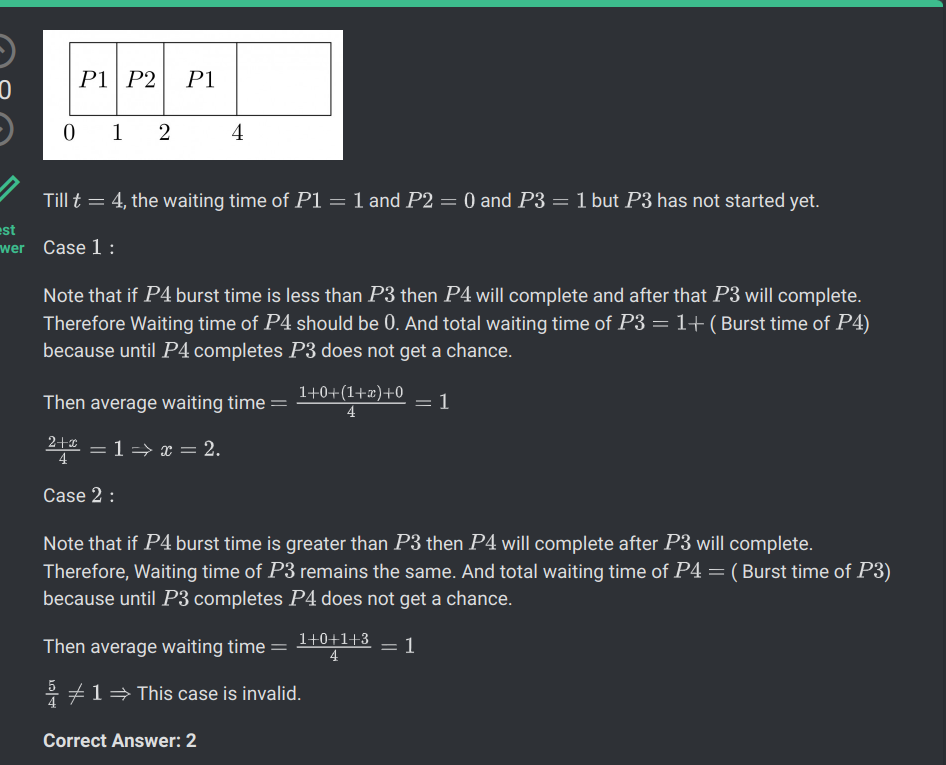 P1 P2 P1
0 1 2 4
0
Till t = 4, the waiting time of P1 = 1 and P2 = 0 and P3 = 1 but P3 has not started yet.
est
wer
Case 1 :
Note that if P4 burst time is less than P3 then P4 will complete and after that P3 will complete.
Therefore Waiting time of P4 should be 0. And total waiting time of P3 = 1+ ( Burst time of P4)
because until P4 completes P3 does not get a chance.
Then average waiting time = \frac{1+0+(1+x)+0}{4} = 1
\frac{2+x}{4} = 1 ⇒ x = 2.
Case 2 :
Note that if P4 burst time is greater than P3 then P4 will complete after P3 will complete.
Therefore, Waiting time of P3 remains the same. And total waiting time of P4 = ( Burst time of P3)
because until P3 completes P4 does not get a chance.
Then average waiting time = \frac{1+0+1+3}{4} = 1
\frac{5}{4} ≠ 1 ⇒ This case is invalid.
Correct Answer: 2